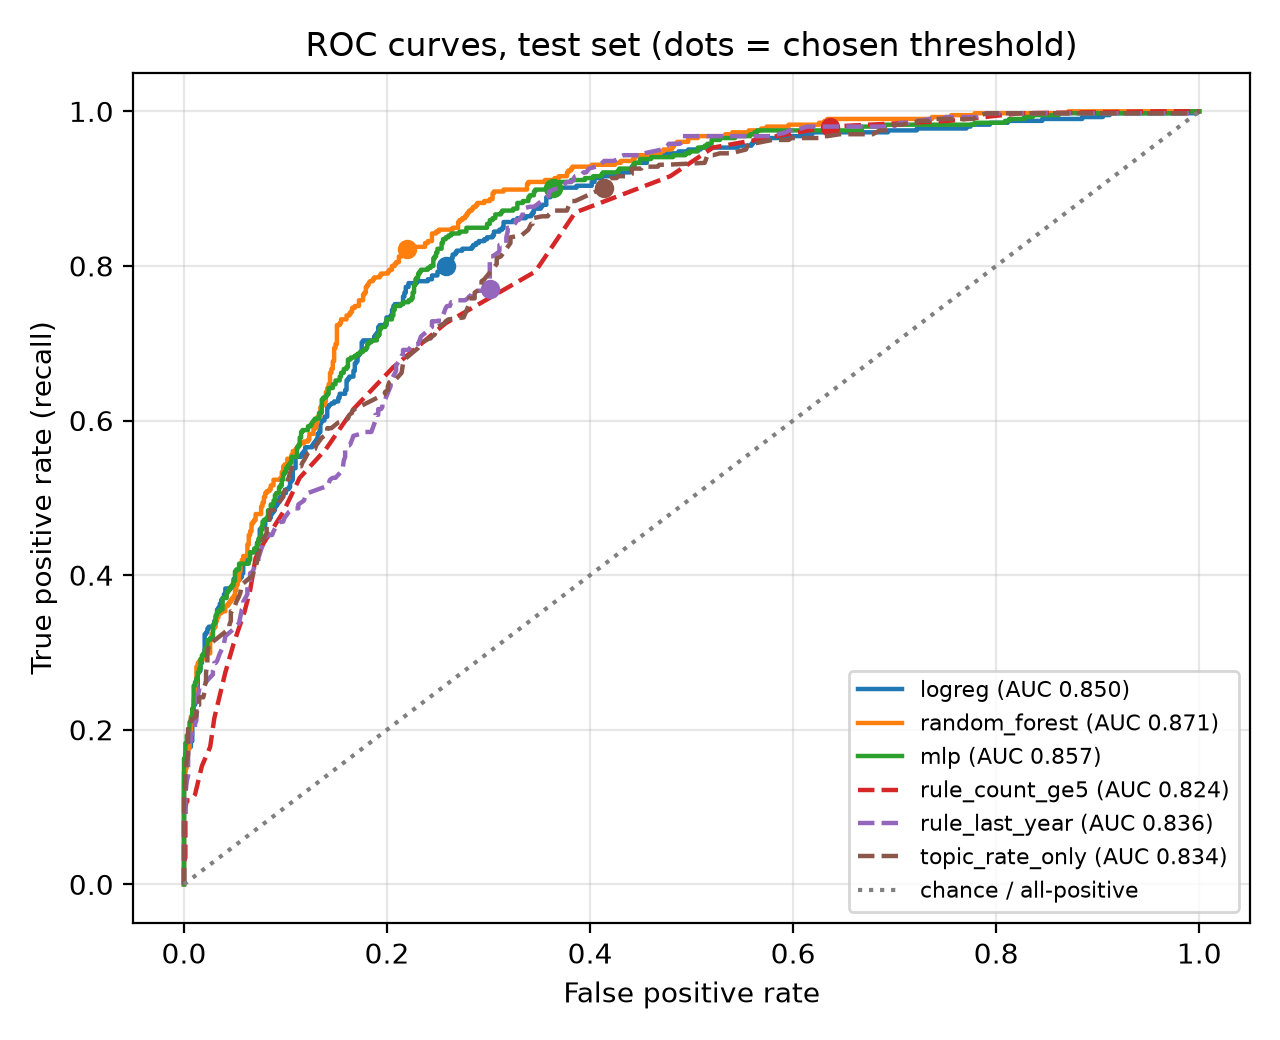 ROC curves, test set (dots = chosen threshold)
True positive rate (recall)
1.0
0.8
0.6
0.4
0.2
0.0
logreg (AUC 0.850)
random_forest (AUC 0.871)
mlp (AUC 0.857)
rule_count_ge5 (AUC 0.824)
rule_last_year (AUC 0.836)
topic_rate_only (AUC 0.834)
chance / all-positive
0.0 0.2 0.4 0.6 0.8 1.0
False positive rate